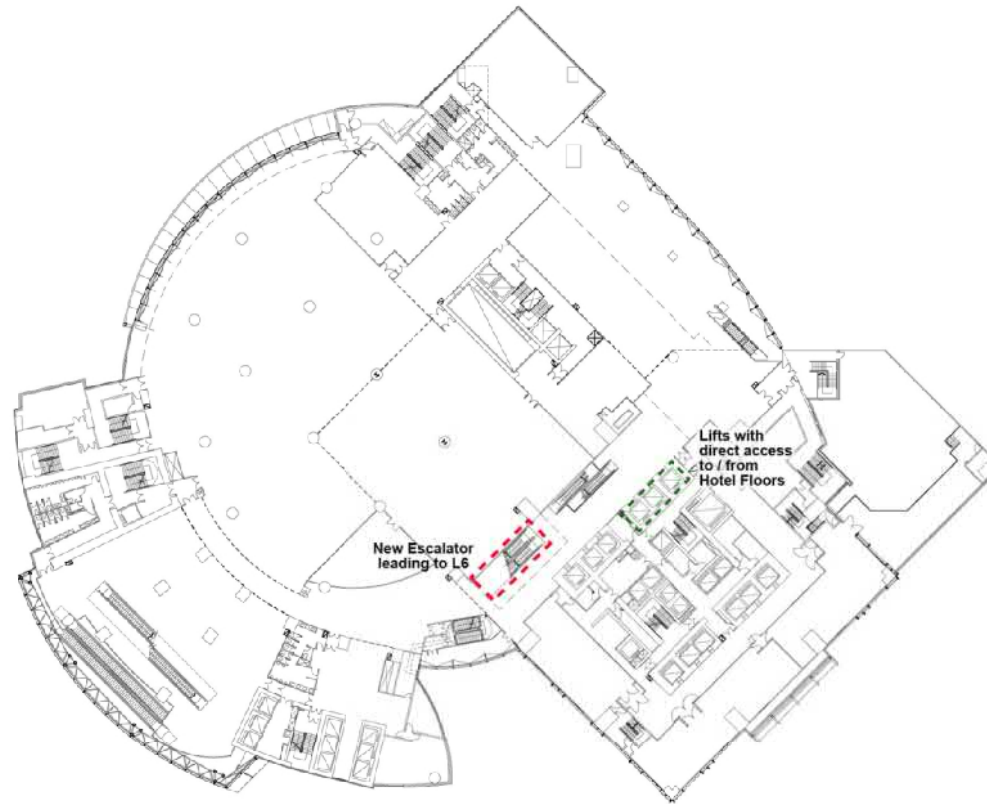 Lifts with
direct access
to / from
Hotel Floors
New Escalator
leading to L6